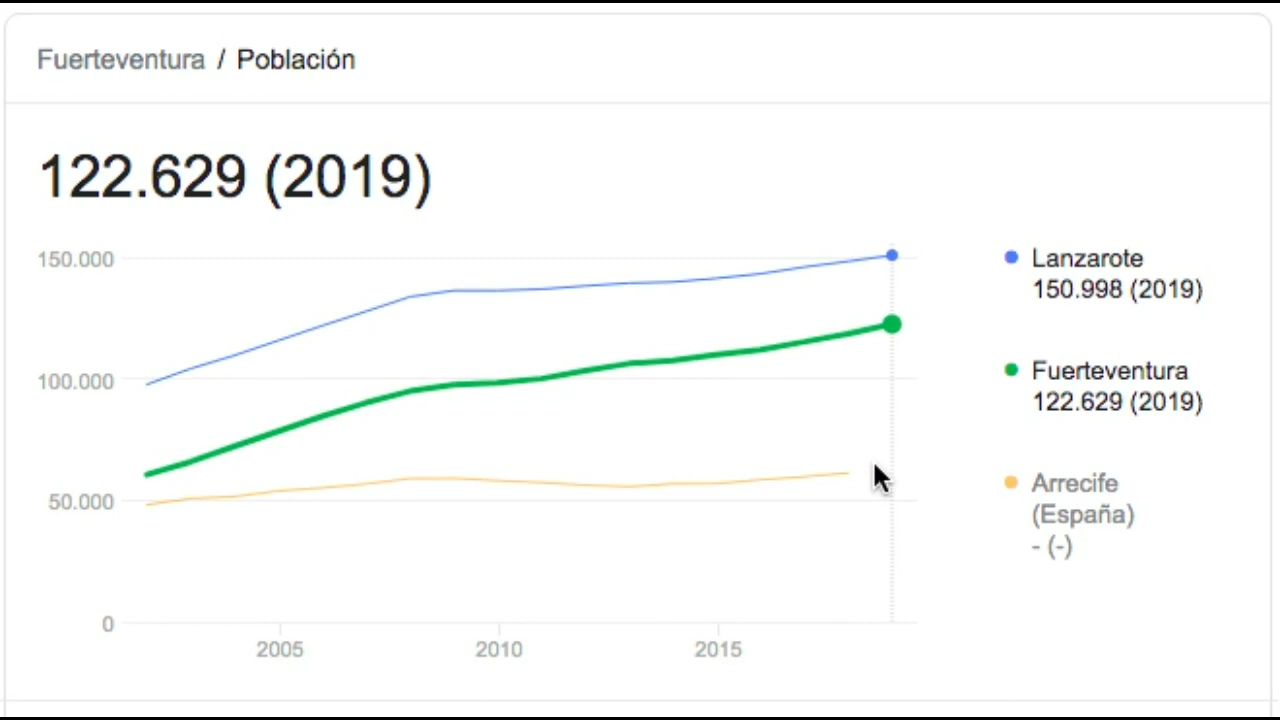 Fuerteventura / Población
122.629 (2019)
150.000
100.000
50.000
0
2005
2010
2015
Lanzarote
150.998 (2019)
Fuerteventura
122.629 (2019)
Arrecife
(España)
- (-)